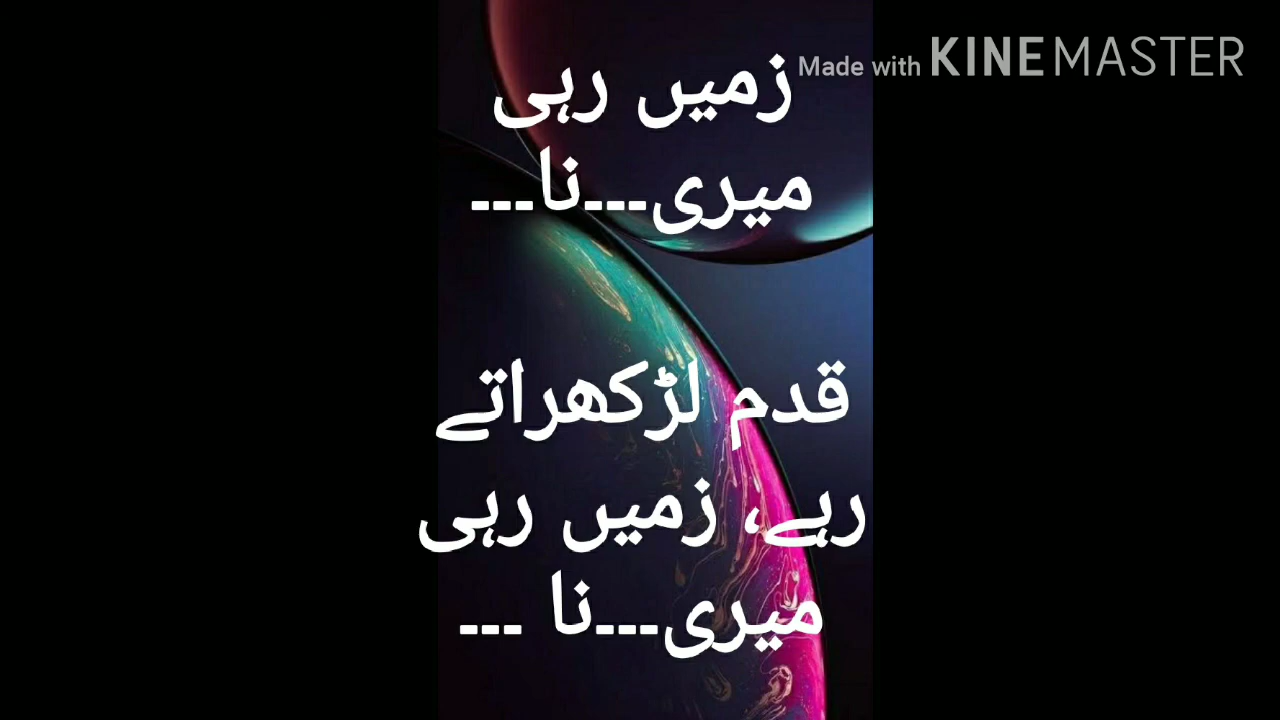 Made with KINEMASTER
زمیں رہی
میری---نا---
قدم لڑکھراتے
رہے، زمیں رہی
میری---نا ---